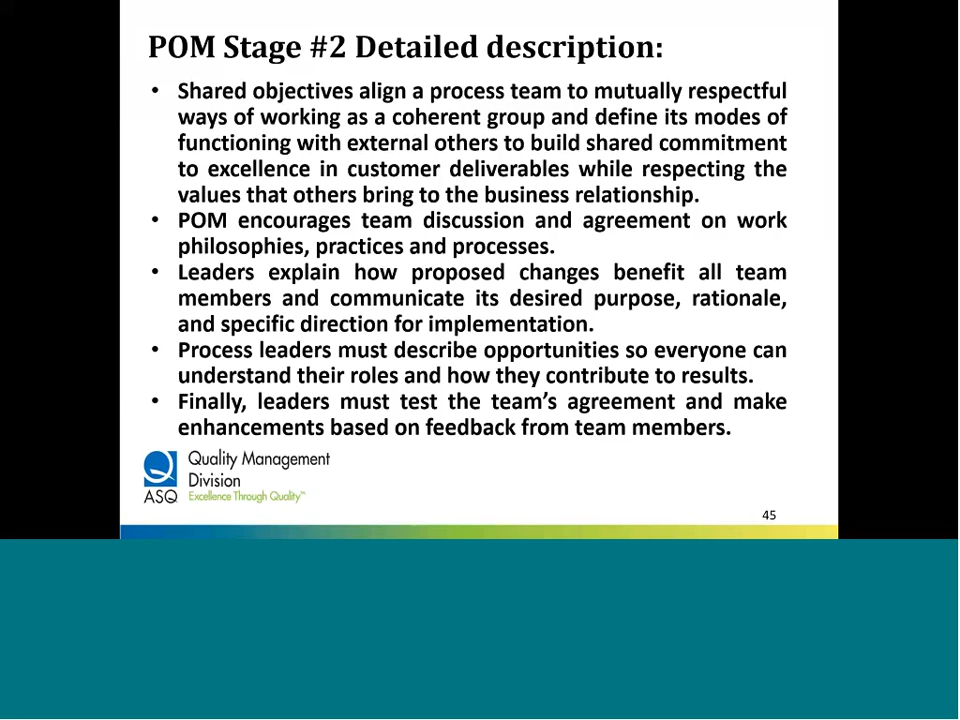 POM Stage #2 Detailed description:
• Shared objectives align a process team to mutually respectful
ways of working as a coherent group and define its modes of
functioning with external others to build shared commitment
to excellence in customer deliverables while respecting the
values that others bring to the business relationship.
• POM encourages team discussion and agreement on work
philosophies, practices and processes.
• Leaders explain how proposed changes benefit all team
members and communicate its desired purpose, rationale,
and specific direction for implementation.
• Process leaders must describe opportunities so everyone can
understand their roles and how they contribute to results.
• Finally, leaders must test the team's agreement and make
enhancements based on feedback from team members.
Quality Management
Division
ASQ Excellence Through Quality™
45